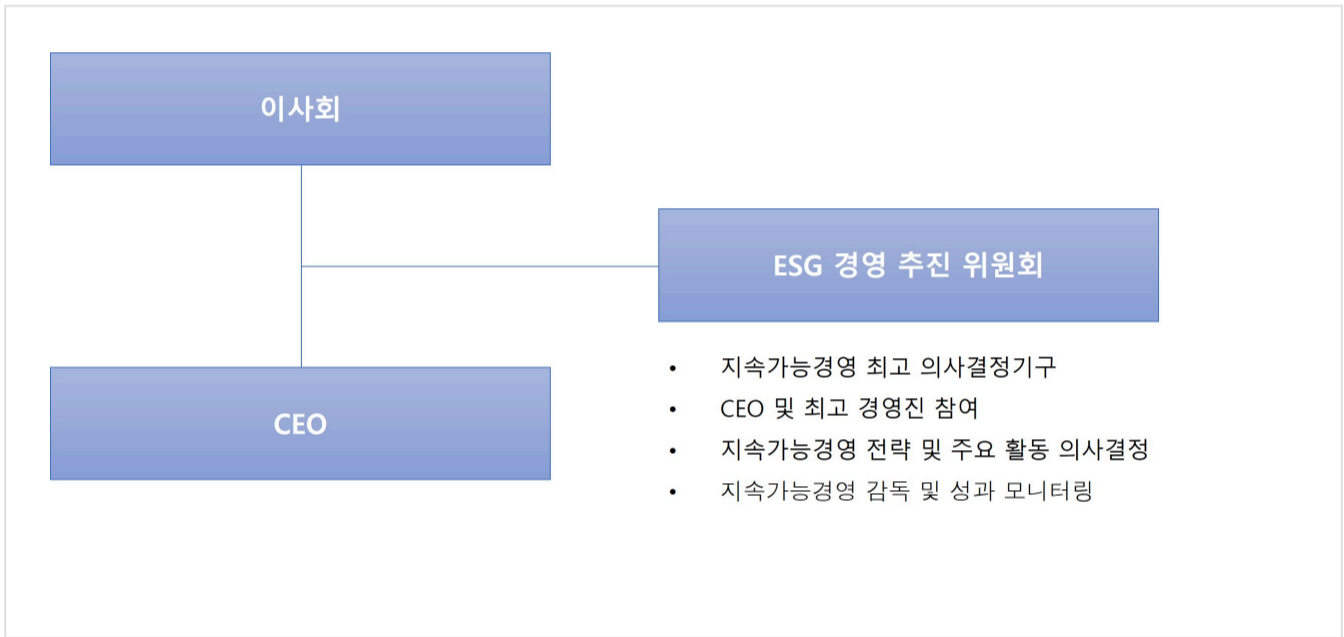 이사회
ESG 경영 추진 위원회
CEO
• 지속가능경영 최고 의사결정기구
• CEO 및 최고 경영진 참여
• 지속가능경영 전략 및 주요 활동 의사결정
• 지속가능경영 감독 및 성과 모니터링